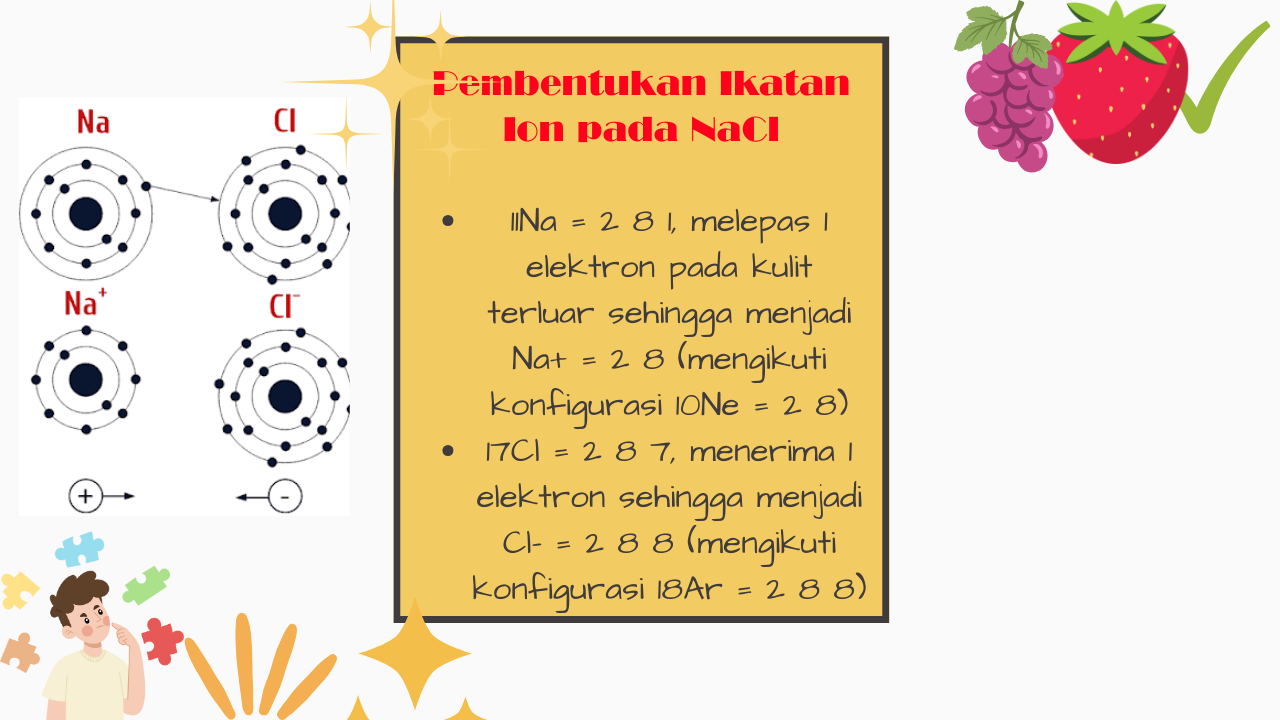 Na Cl
Na+ Cl-
+ -
Pembentukan Ikatan
Ion pada NaCl
• 11Na = 2 8 1, melepas 1
elektron pada kulit
terluar sehingga menjadi
Na+ = 2 8 (mengikuti
konfigurasi 10Ne = 2 8)
• 17Cl = 2 8 7, menerima 1
elektron sehingga menjadi
Cl- = 2 8 8 (mengikuti
konfigurasi 18Ar = 2 8 8)